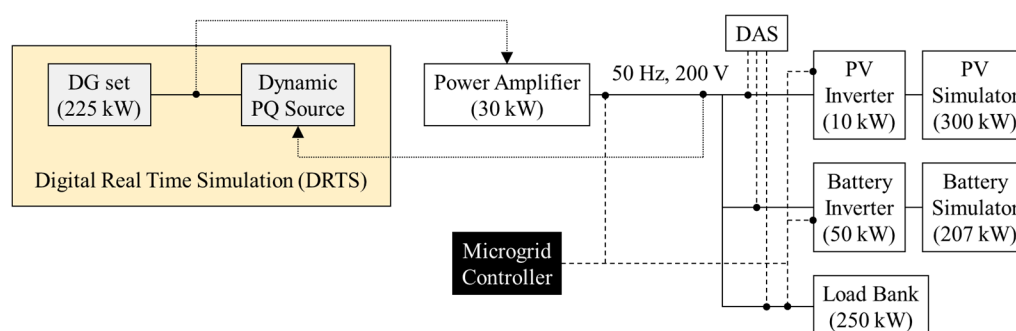 DG set
(225 kW)
Dynamic
PQ Source
Digital Real Time Simulation (DRTS)
Power Amplifier
(30 kW)
50 Hz, 200 V
DAS
Microgrid
Controller
PV
Inverter
(10 kW)
PV
Simulator
(300 kW)
Battery
Inverter
(50 kW)
Battery
Simulator
(207 kW)
Load Bank
(250 kW)